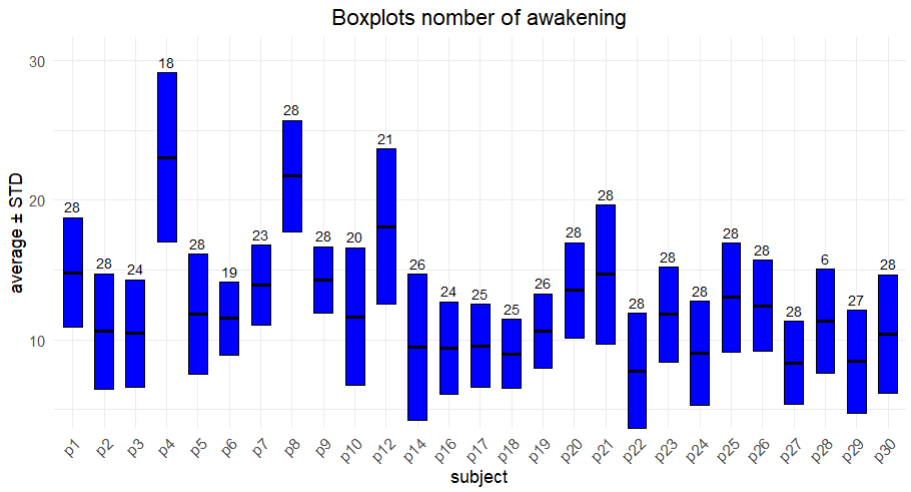 Boxplots nomber of awakening
average ± STD
30
20
10
28
28
24
18
28
19
23
28
28
20
21
26
24
25
25
26
28
28
28
28
28
28
28
28
6
27
28
p1
p2
p3
p4
p5
p6
p7
p8
p9
p10
p12
p14
p16
p17
p18
p19
p20
p21
p22
p23
p24
p25
p26
p27
p28
p29
p30
subject